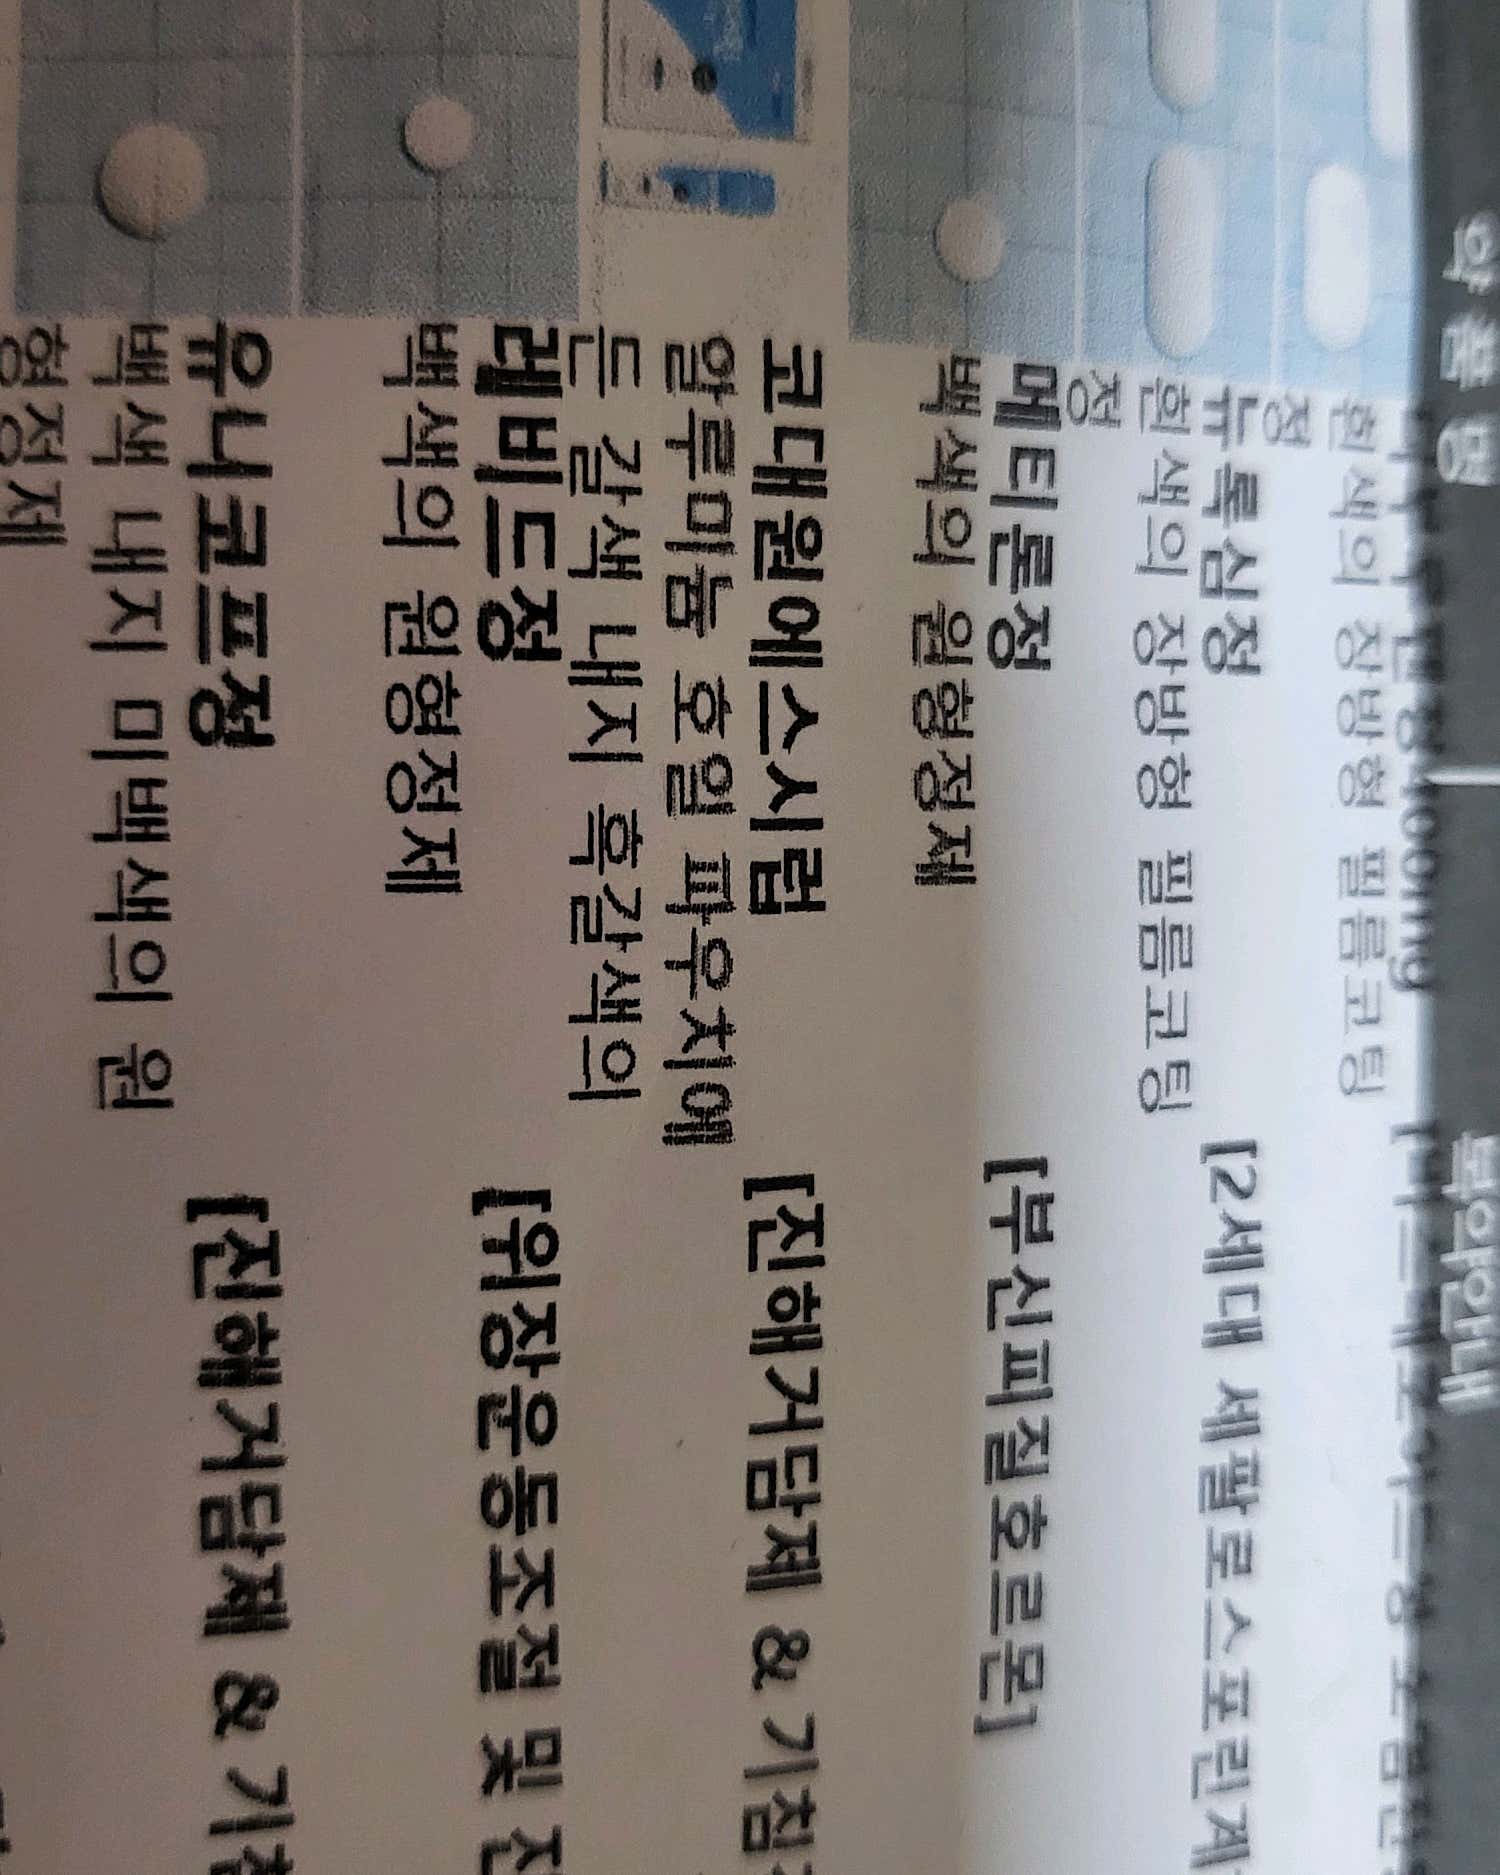 약품명 복약안내
흰색의 장방형 필름코팅
정
뉴록심정 [2세대 세팔로스포린계
흰색의 장방형 필름코팅
정
메티론정 [부신피질호르몬]
백색의 원형정제
코대원에스시럽 [진해거담제 & 기침
알루미늄 호일 파우치에
든 갈색 내지 흑갈색의
레비드정 [위장운동조절 및 진
백색의 원형정제
유니코프정 [진해거담제 & 기침
백색 내지 미백색의 원
형정제